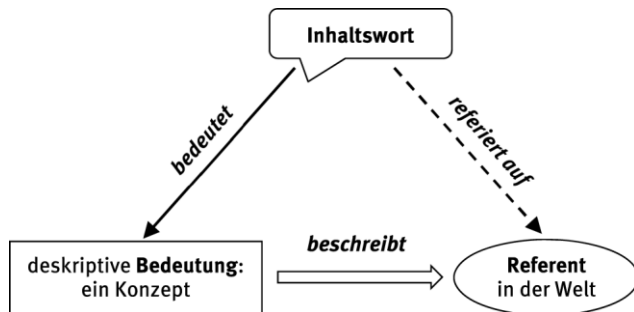 Inhaltswort
bedeutet
referiert auf
beschreibt
deskriptive Bedeutung:
ein Konzept
Referent
in der Welt